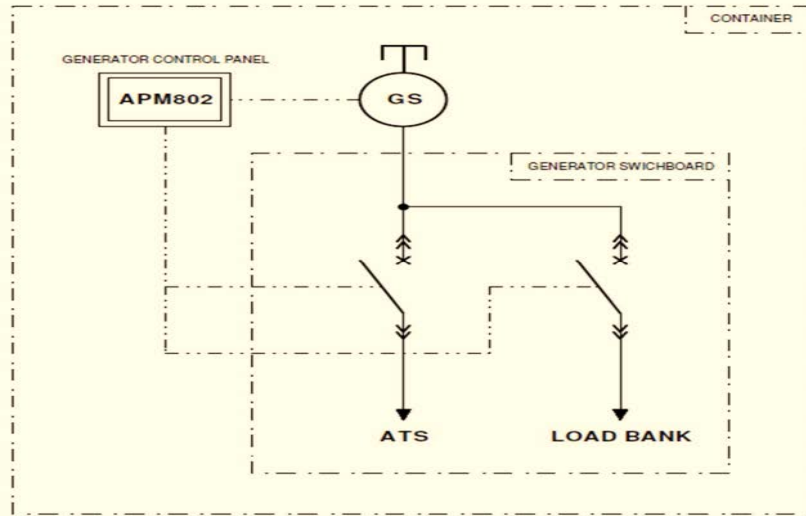 CONTAINER
GENERATOR CONTROL PANEL
APM802
GS
GENERATOR SWICHBOARD
ATS
LOAD BANK